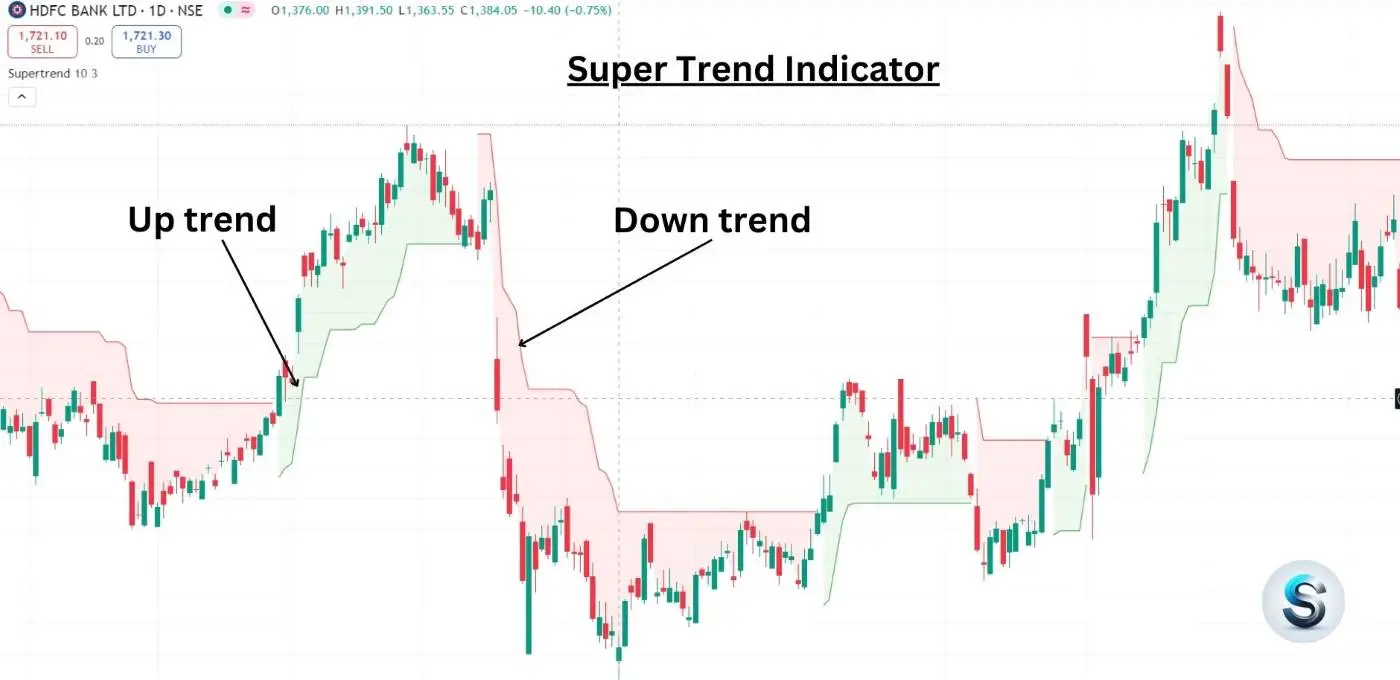 HDFC BANK LTD · 1D · NSE O1,376.00 H1,391.50 L1,363.55 C1,384.05 −10.40 (−0.75%)
1,721.10 0.20 1,721.30
SELL BUY
Supertrend 10 3
Super Trend Indicator
Up trend
Down trend
S